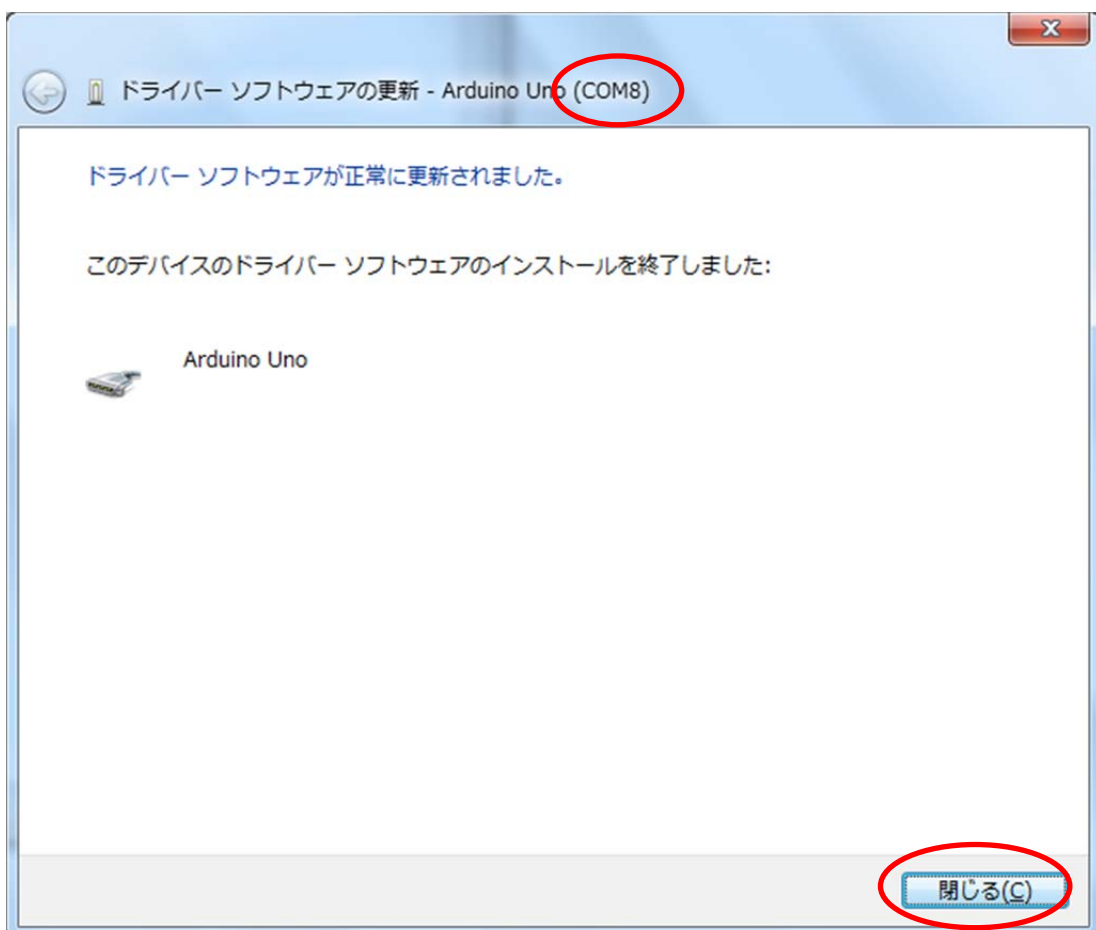 ドライバー ソフトウェアの更新 - Arduino Uno (COM8)
ドライバー ソフトウェアが正常に更新されました。
このデバイスのドライバー ソフトウェアのインストールを終了しました:
Arduino Uno
閉じる(C)